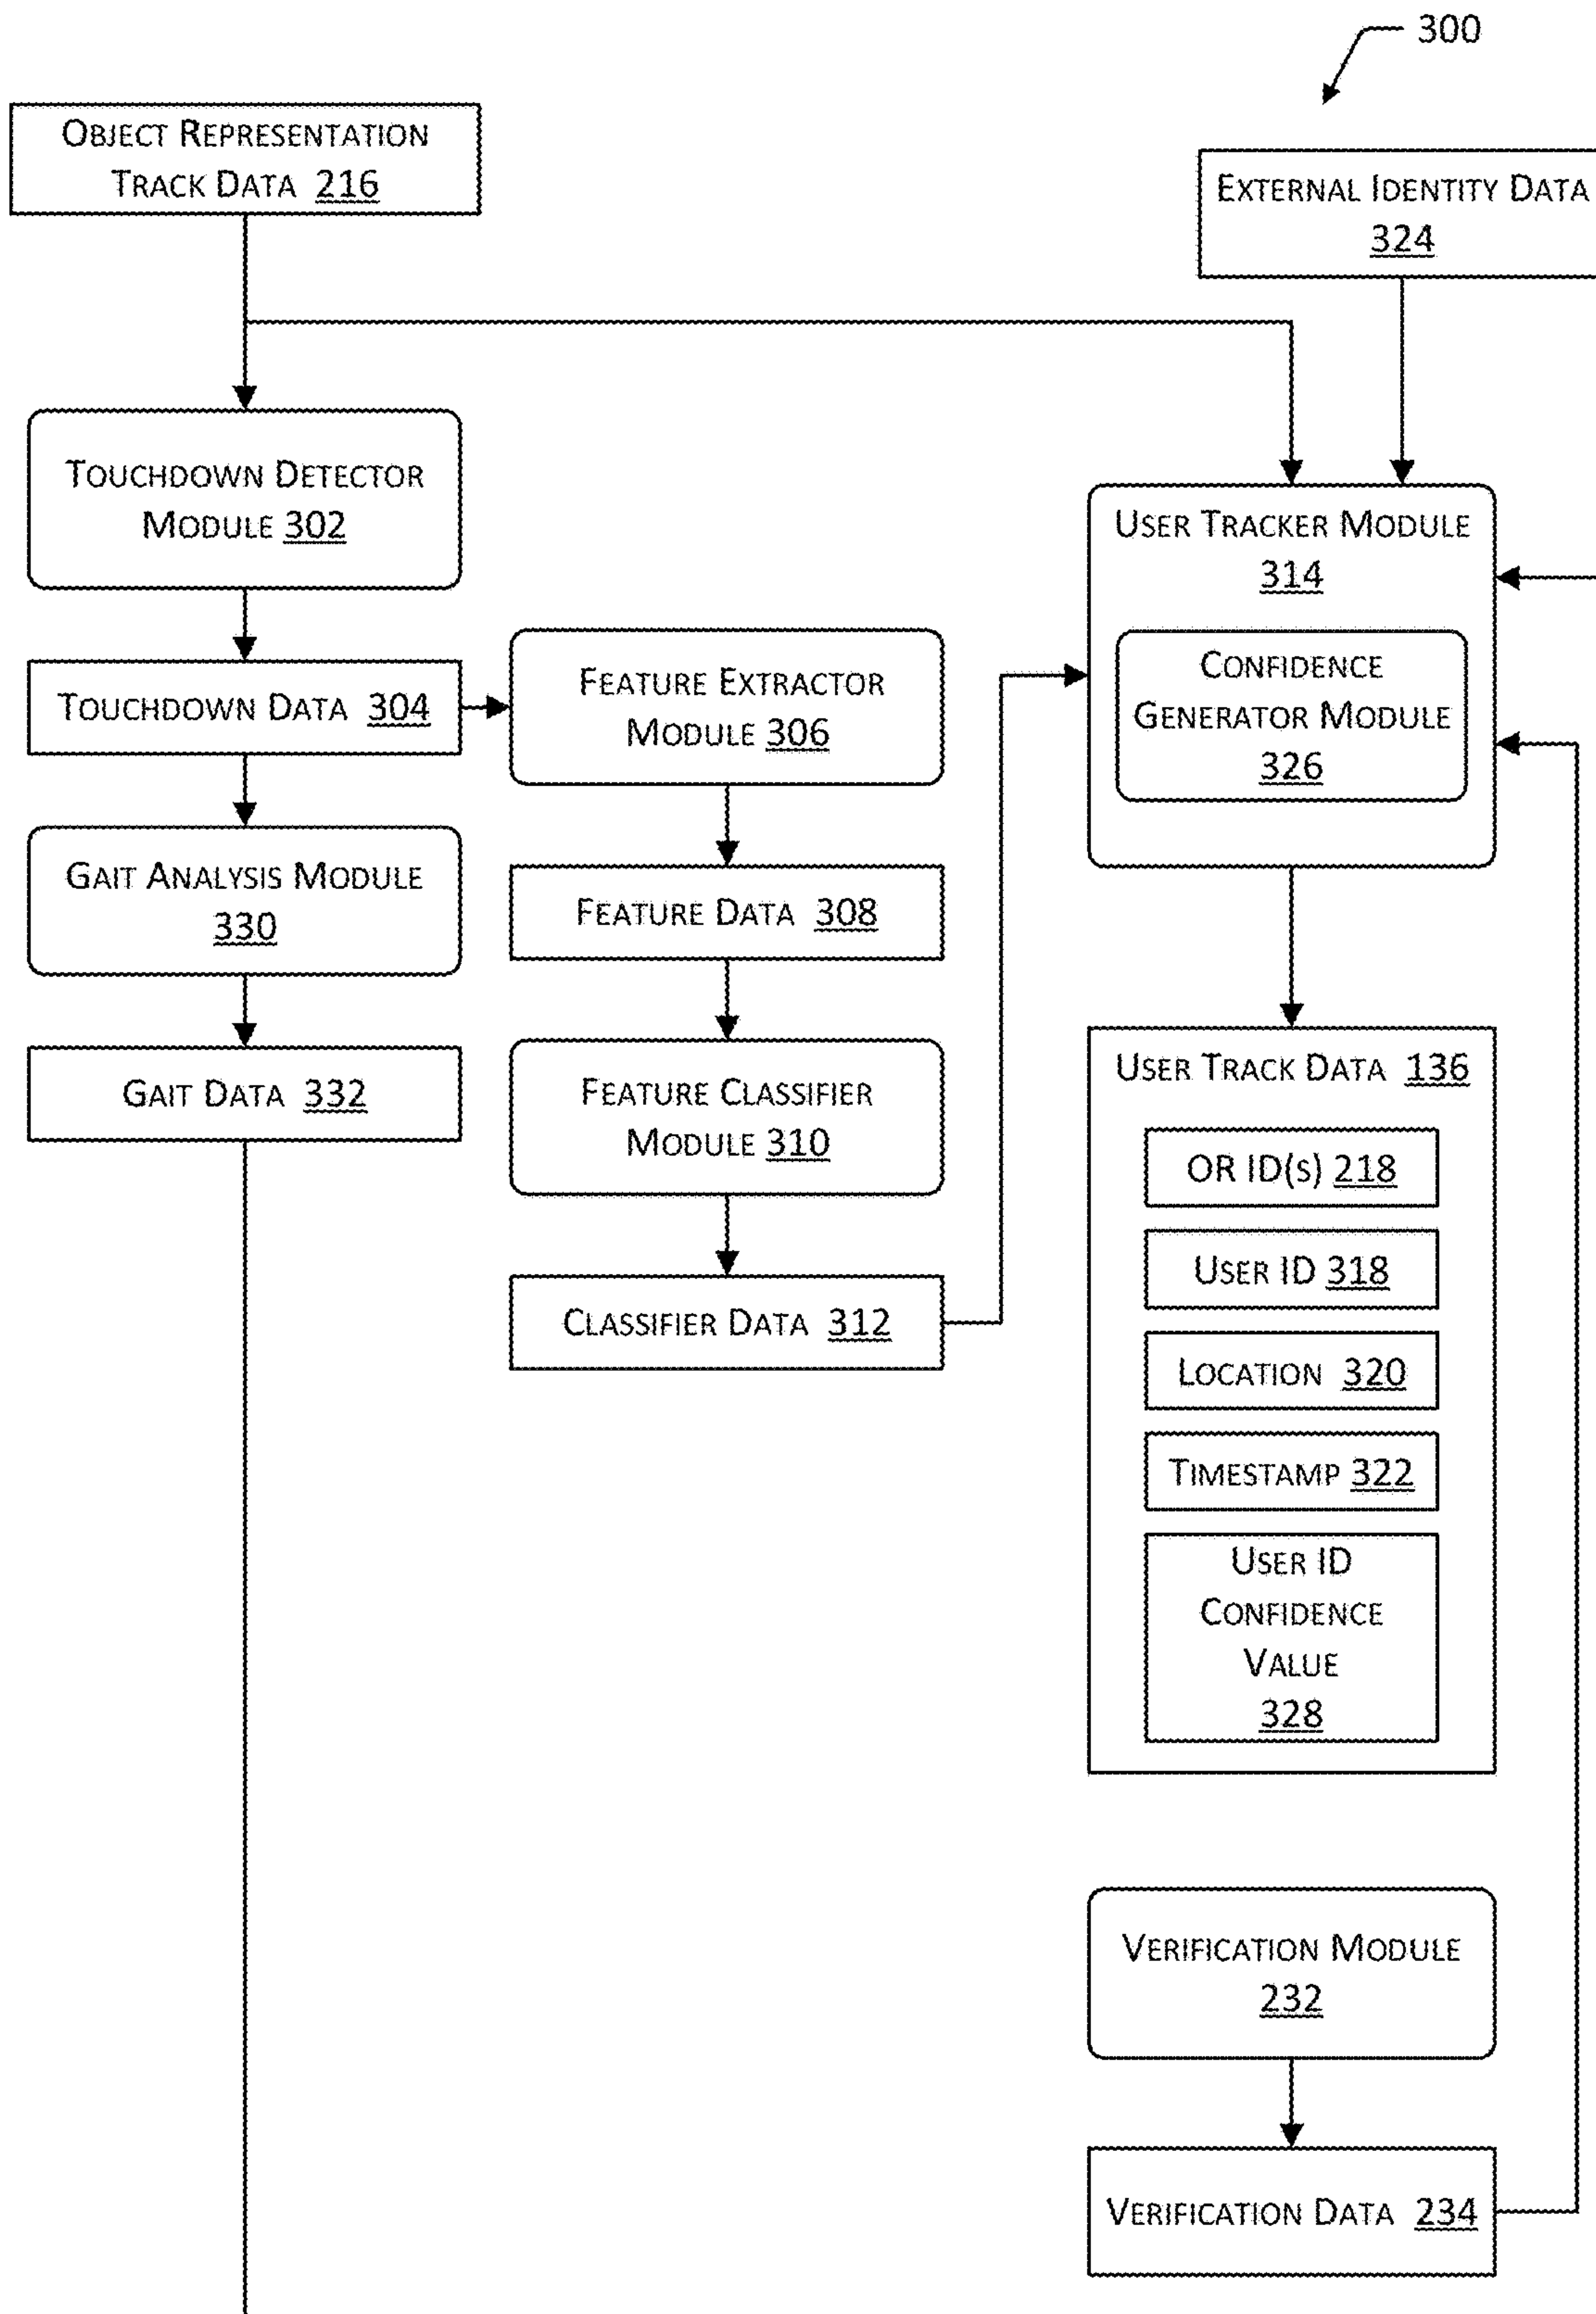 300
OBJECT REPRESENTATION
TRACK DATA 216
EXTERNAL IDENTITY DATA
324
TOUCHDOWN DETECTOR
MODULE 302
USER TRACKER MODULE
314
CONFIDENCE
GENERATOR MODULE
326
TOUCHDOWN DATA 304
FEATURE EXTRACTOR
MODULE 306
GAIT ANALYSIS MODULE
330
FEATURE DATA 308
GAIT DATA 332
FEATURE CLASSIFIER
MODULE 310
CLASSIFIER DATA 312
USER TRACK DATA 136
OR ID(S) 218
USER ID 318
LOCATION 320
TIMESTAMP 322
USER ID
CONFIDENCE
VALUE
328
VERIFICATION MODULE
232
VERIFICATION DATA 234